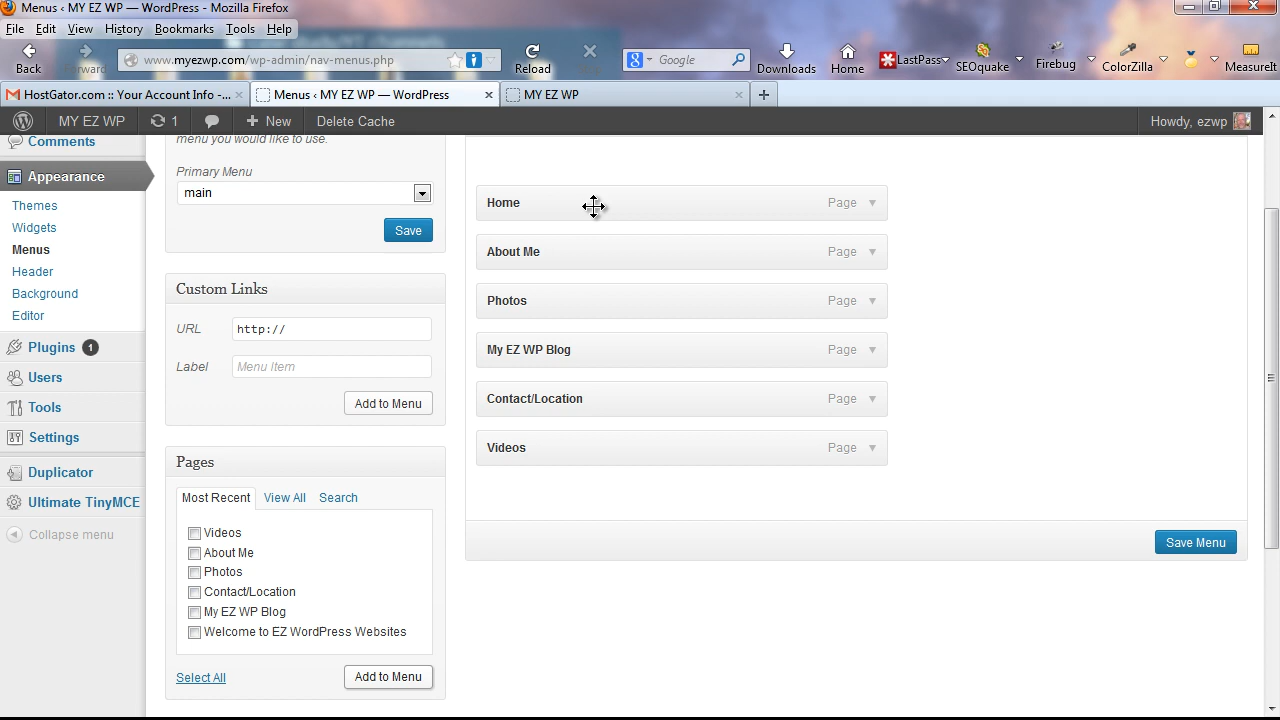 Menus ‹ MY EZ WP — WordPress - Mozilla Firefox
File Edit View History Bookmarks Tools Help
Back Forward www.myezwp.com/wp-admin/nav-menus.php Reload Google Downloads Home LastPass SEOquake Firebug ColorZilla MeasureIt
HostGator.com :: Your Account Info -... Menus ‹ MY EZ WP — WordPress MY EZ WP
MY EZ WP 1 New Delete Cache Howdy, ezwp
Comments
Appearance
Themes
Widgets
Menus
Header
Background
Editor
Plugins 1
Users
Tools
Settings
Duplicator
Ultimate TinyMCE
Collapse menu
menu you would like to use.
Primary Menu
main
Save
Custom Links
URL http://
Label Menu Item
Add to Menu
Pages
Most Recent View All Search
Videos
About Me
Photos
Contact/Location
My EZ WP Blog
Welcome to EZ WordPress Websites
Select All Add to Menu
Home Page
About Me Page
Photos Page
My EZ WP Blog Page
Contact/Location Page
Videos Page
Save Menu